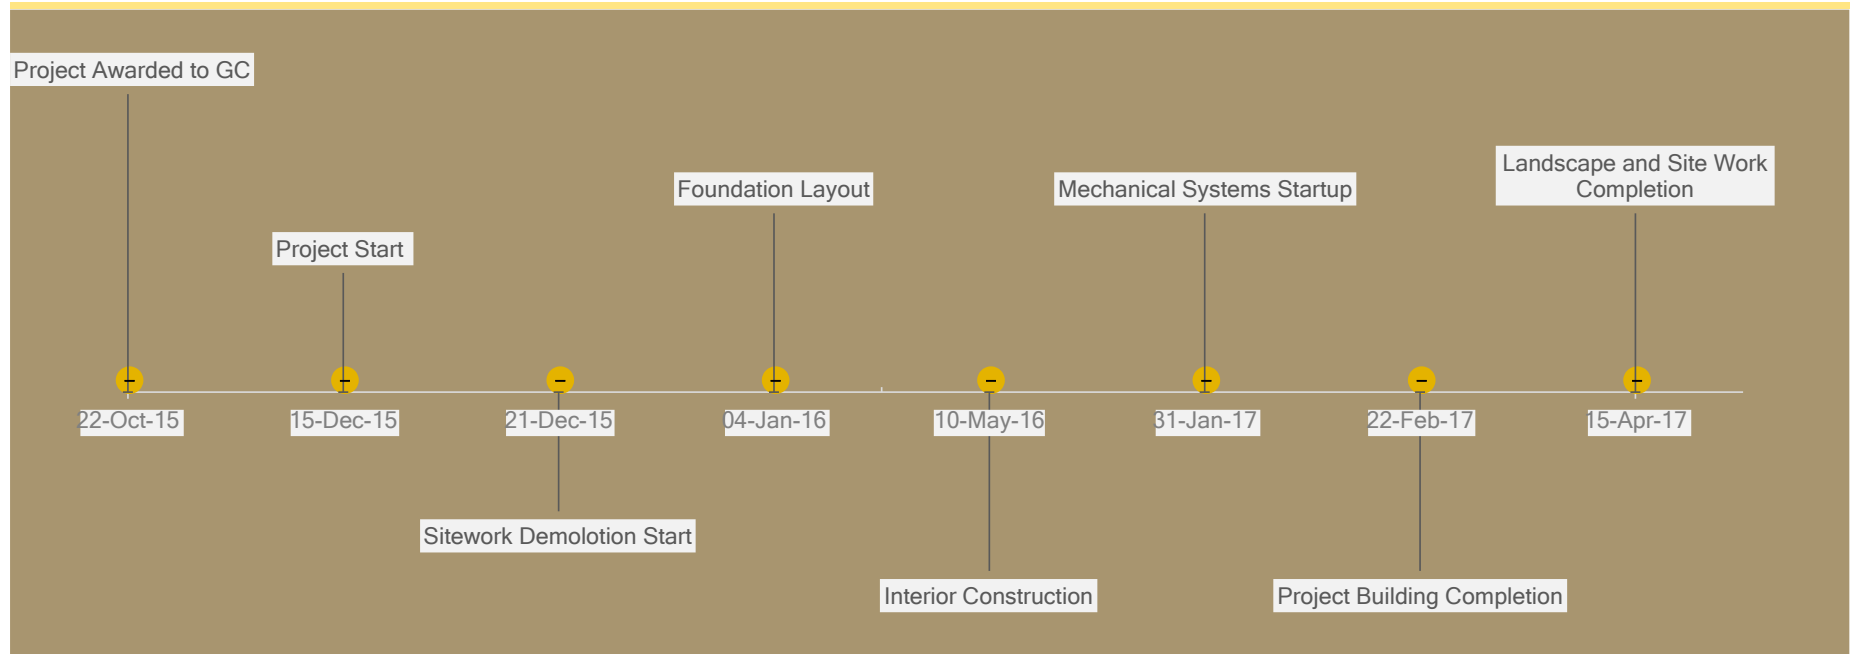 Project Awarded to GC
Project Start
Foundation Layout
Mechanical Systems Startup
Landscape and Site Work
Completion
22-Oct-15
15-Dec-15
21-Dec-15
04-Jan-16
10-May-16
31-Jan-17
22-Feb-17
15-Apr-17
Sitework Demolotion Start
Interior Construction
Project Building Completion